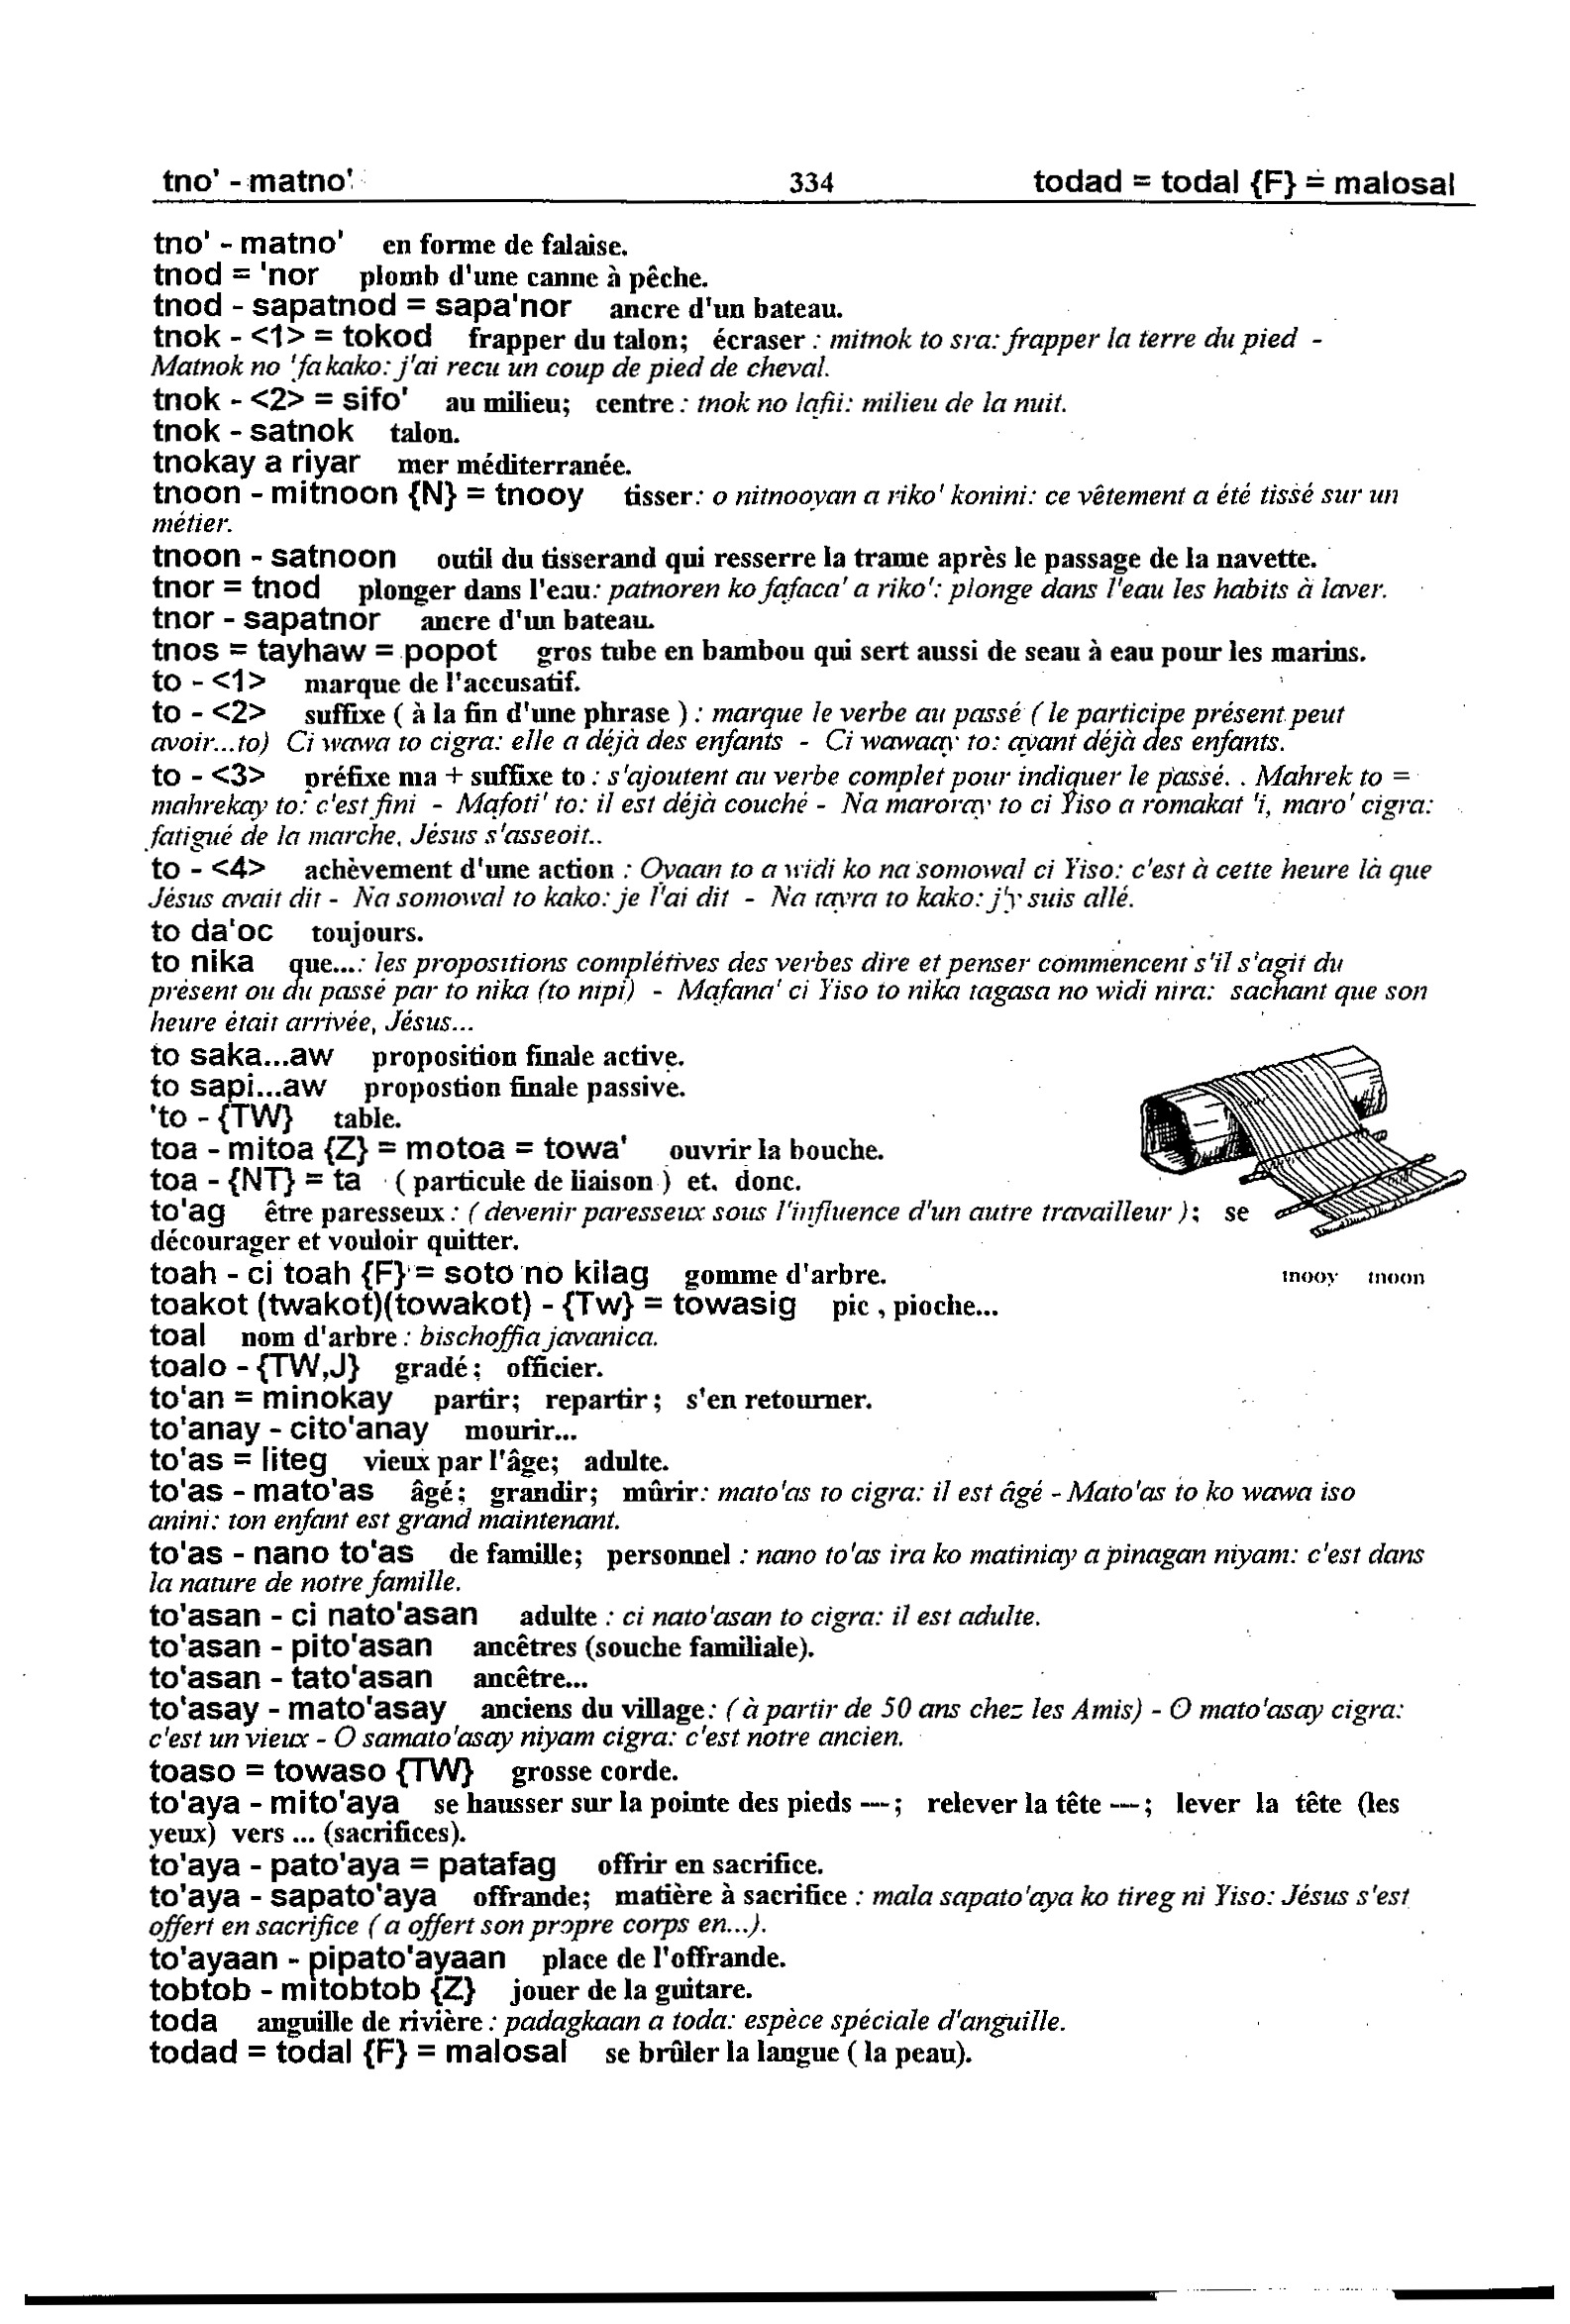 tno' - matno' 334 todad = todal {F} = malosal
tno' - matno' en forme de falaise.
tnod = 'nor plomb d'une canne à pêche.
tnod - sapatnod = sapa'nor ancre d'un bateau.
tnok - <1> = tokod frapper du talon; écraser : mitnok to sra: frapper la terre du pied -
Matnok no 'fa kako: j'ai recu un coup de pied de cheval.
tnok - <2> = sifo' au milieu; centre : tnok no lafii: milieu de la nuit.
tnok - satnok talon.
tnokay a riyar mer méditerranée.
tnoon - mitnoon {N} = tnooy tisser: o nitnooyan a riko' konini: ce vêtement a été tissé sur un
métier.
tnoon - satnoon outil du tisserand qui resserre la trame après le passage de la navette.
tnor = tnod plonger dans l'eau: patnoren ko fafaca' a riko': plonge dans l'eau les habits à laver.
tnor - sapatnor ancre d'un bateau.
tnos = tayhaw = popot gros tube en bambou qui sert aussi de seau à eau pour les marins.
to - <1> marque de l'accusatif.
to - <2> suffixe ( à la fin d'une phrase ) : marque le verbe au passé ( le participe présent peut
avoir...to) Ci wawa to cigra: elle a déjà des enfants - Ci wawaay to: ayant déjà des enfants.
to - <3> préfixe ma + suffixe to : s'ajoutent au verbe complet pour indiquer le passé. . Mahrek to =
mahrekay to: c'est fini - Mafoti' to: il est déjà couché - Na maroray to ci Yiso a romakat 'i, maro' cigra:
fatigué de la marche, Jésus s'asseoit..
to - <4> achèvement d'une action : Oyaan to a widi ko na somowal ci Yiso: c'est à cette heure là que
Jésus avait dit - Na somowal to kako: je l'ai dit - Na tayra to kako: j'y suis allé.
to da'oc toujours.
to nika que...: les propositions complétives des verbes dire et penser commencent s'il s'agit du
présent ou du passé par to nika (to nipi) - Mafana' ci Yiso to nika tagasa no widi nira: sachant que son
heure était arrivée, Jésus...
to saka...aw proposition finale active.
to sapi...aw propostion finale passive.
'to - {TW} table.
toa - mitoa {Z} = motoa = towa' ouvrir la bouche.
toa - {NT} = ta ( particule de liaison ) et. donc.
to'ag être paresseux : ( devenir paresseux sous l'influence d'un autre travailleur ); se
décourager et vouloir quitter.
tnooy tnoon
toah - ci toah {F} = soto no kilag gomme d'arbre.
toakot (twakot)(towakot) - {Tw} = towasig pic , pioche...
toal nom d'arbre : bischoffia javanica.
toalo - {TW,J} gradé; officier.
to'an = minokay partir; repartir; s'en retourner.
to'anay - cito'anay mourir...
to'as = liteg vieux par l'âge; adulte.
to'as - mato'as âgé; grandir; mûrir: mato'as to cigra: il est âgé - Mato'as to ko wawa iso
anini: ton enfant est grand maintenant.
to'as - nano to'as de famille; personnel : nano to'as ira ko matiniay a pinagan niyam: c'est dans
la nature de notre famille.
to'asan - ci nato'asan adulte : ci nato'asan to cigra: il est adulte.
to'asan - pito'asan ancêtres (souche familiale).
to'asan - tato'asan ancêtre...
to'asay - mato'asay anciens du village: ( à partir de 50 ans chez les Amis) - O mato'asay cigra:
c'est un vieux - O samato'asay niyam cigra: c'est notre ancien.
toaso = towaso {TW} grosse corde.
to'aya - mito'aya se hausser sur la pointe des pieds ---; relever la tête ---; lever la tête (les
yeux) vers ... (sacrifices).
to'aya - pato'aya = patafag offrir en sacrifice.
to'aya - sapato'aya offrande; matière à sacrifice : mala sapato'aya ko tireg ni Yiso: Jésus s'est
offert en sacrifice ( a offert son propre corps en...).
to'ayaan - pipato'ayaan place de l'offrande.
tobtob - mitobtob {Z} jouer de la guitare.
toda anguille de rivière : padagkaan a toda: espèce spéciale d'anguille.
todad = todal {F} = malosal se brûler la langue ( la peau).